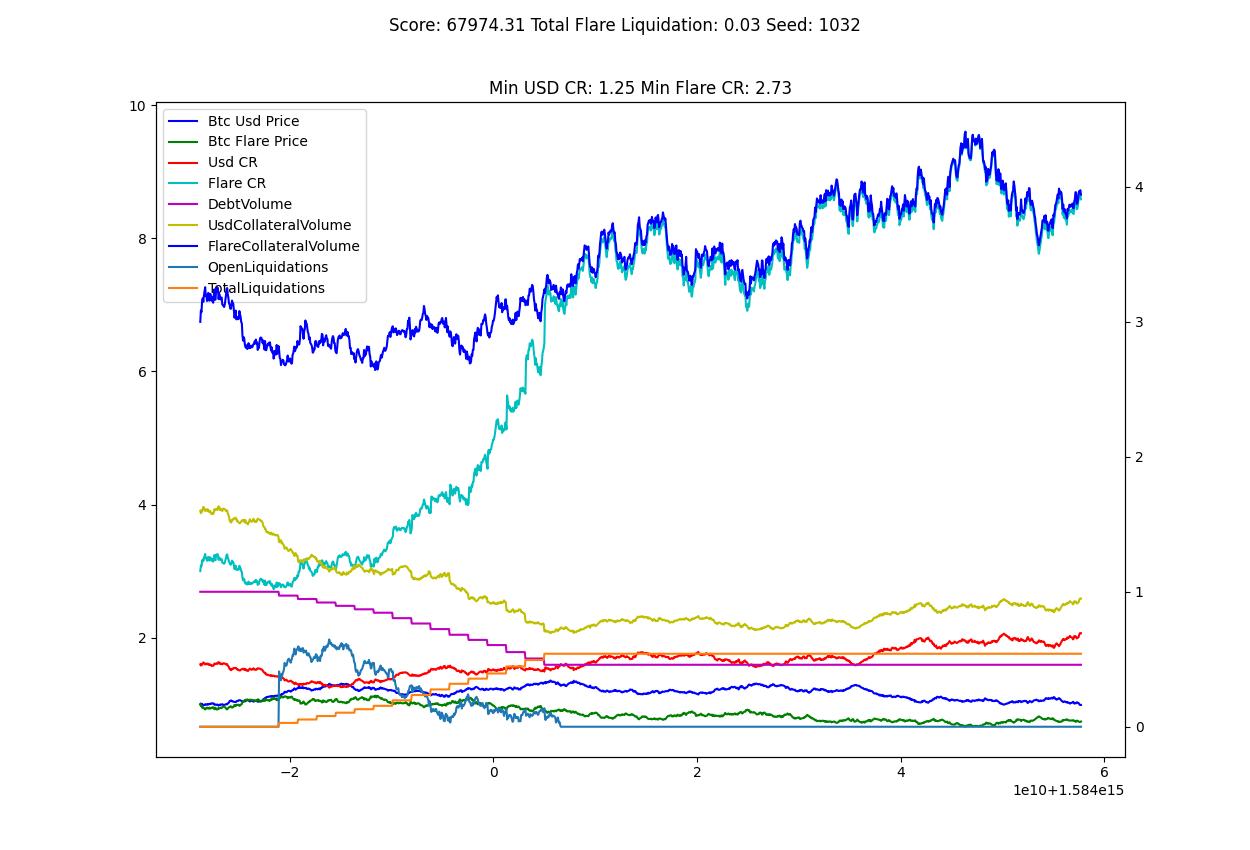 Score: 67974.31 Total Flare Liquidation: 0.03 Seed: 1032
Min USD CR: 1.25 Min Flare CR: 2.73
Btc Usd Price
Btc Flare Price
Usd CR
Flare CR
DebtVolume
UsdCollateralVolume
FlareCollateralVolume
OpenLiquidations
TotalLiquidations
10
8
6
4
2
4
3
2
1
0
−2
0
2
4
6
1e10+1.584e15